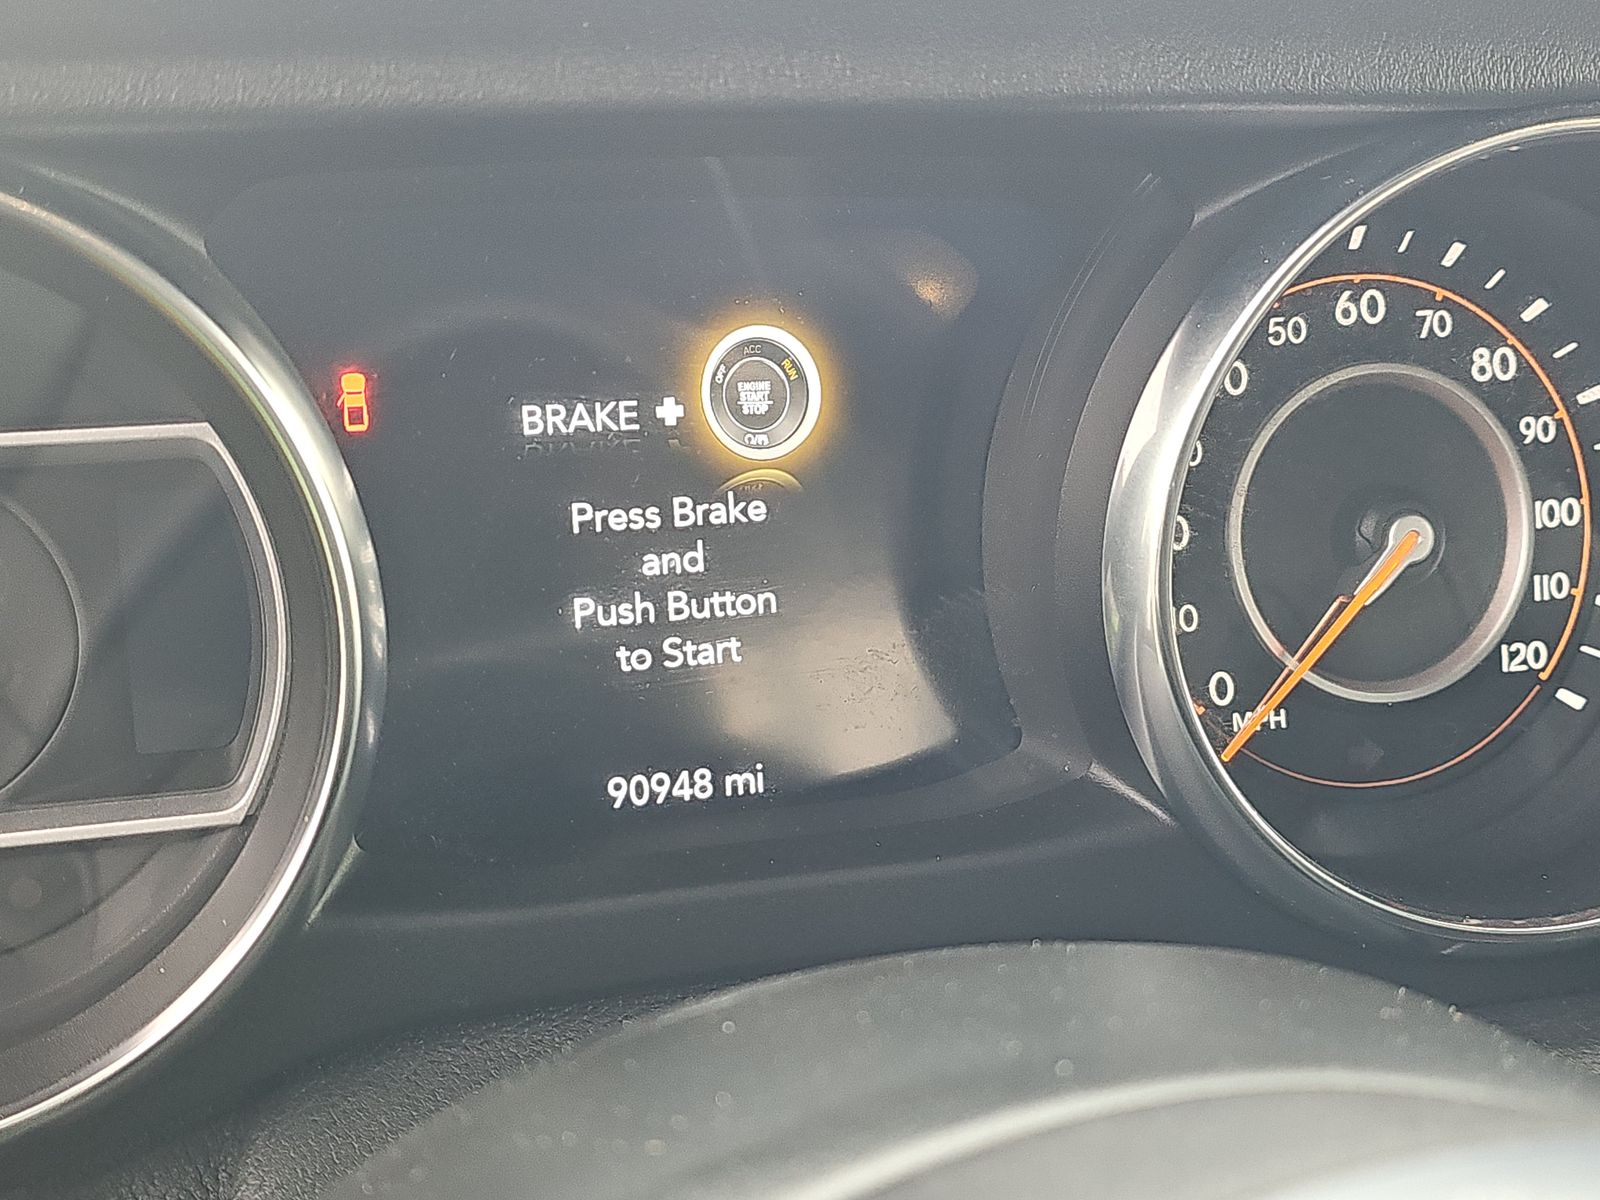 BRAKE +
OFF ACC RUN
ENGINE
START
STOP
Press Brake
and
Push Button
to Start
90948 mi
0
50
60
70
80
90
100
110
120
MPH